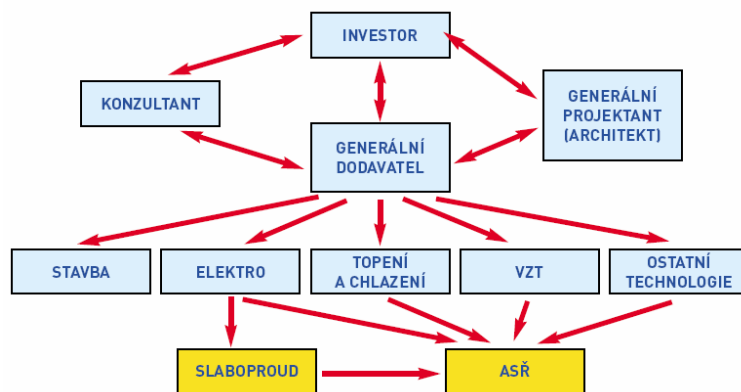 INVESTOR
KONZULTANT
GENERÁLNÍ
PROJEKTANT
(ARCHITEKT)
GENERÁLNÍ
DODAVATEL
STAVBA
ELEKTRO
TOPENÍ
A CHLAZENÍ
VZT
OSTATNÍ
TECHNOLOGIE
SLABOPROUD
ASŘ